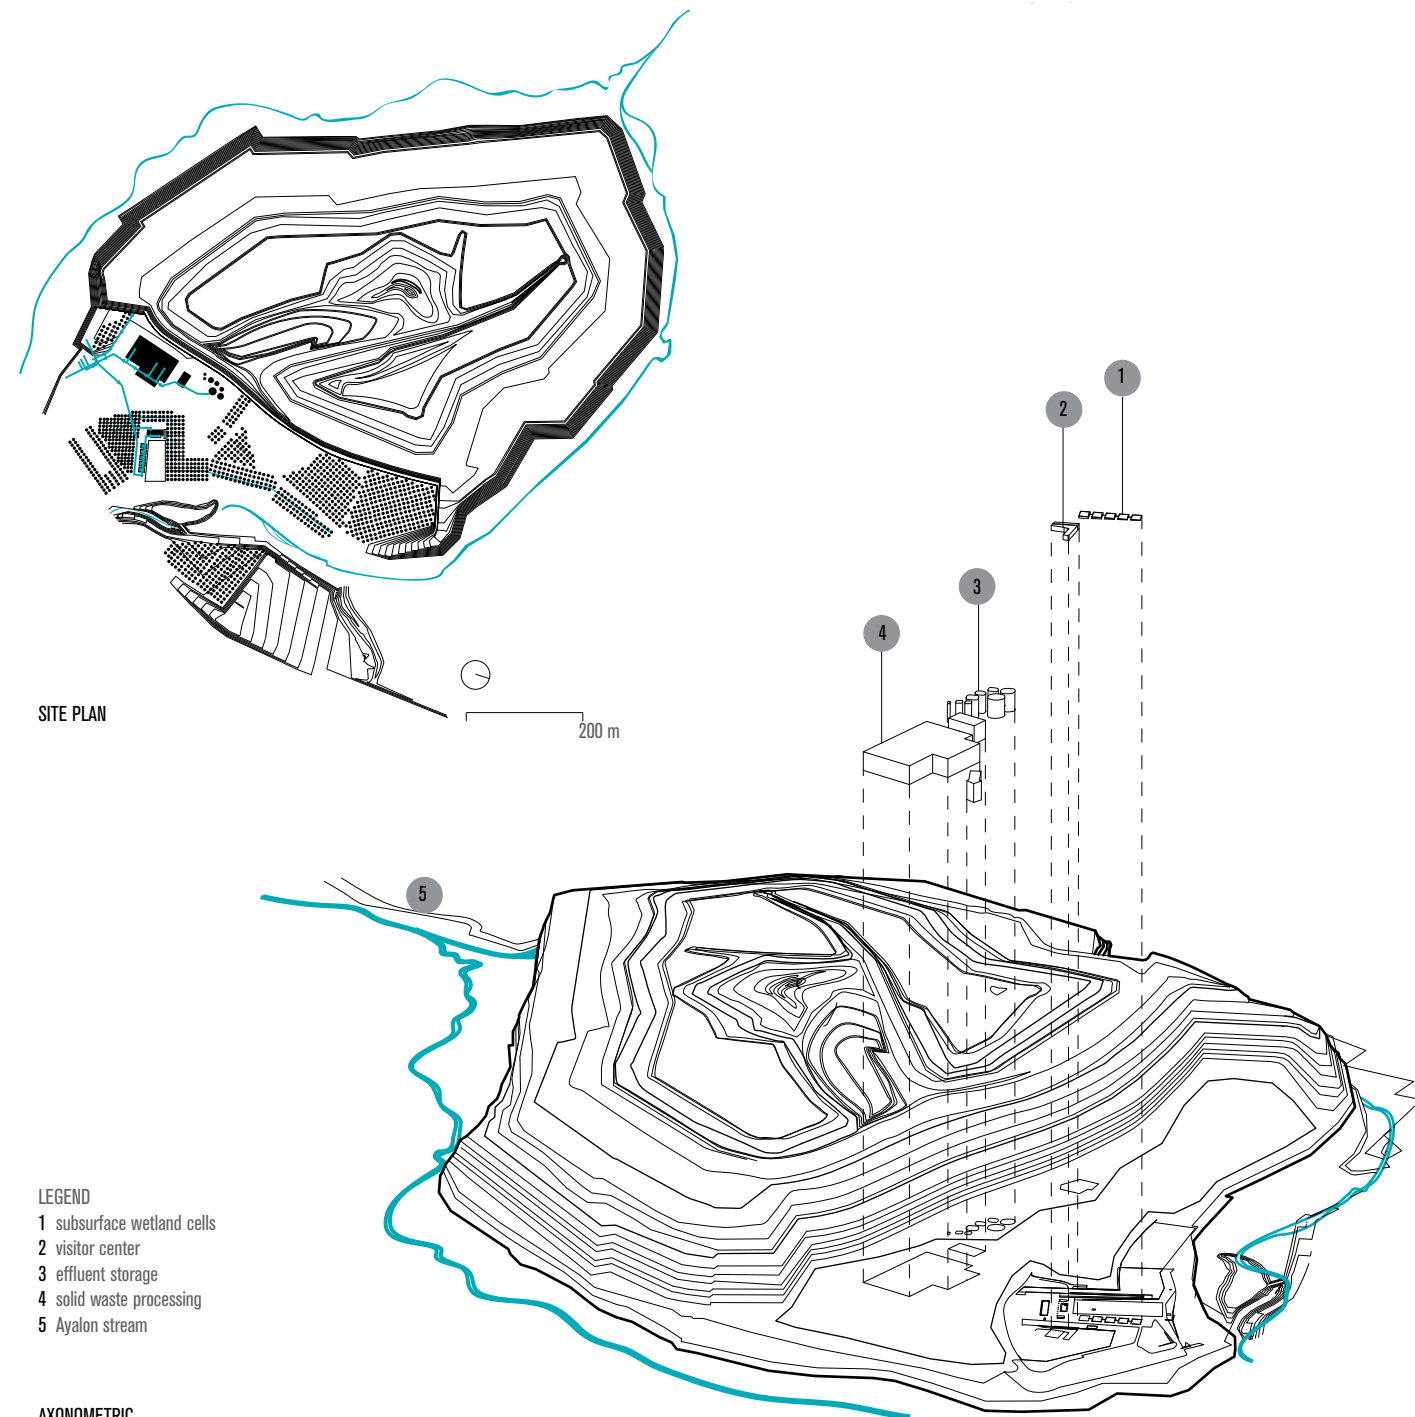 1
2
3
4
SITE PLAN
200 m
5
LEGEND
1 subsurface wetland cells
2 visitor center
3 effluent storage
4 solid waste processing
5 Ayalon stream
AXONOMETRIC